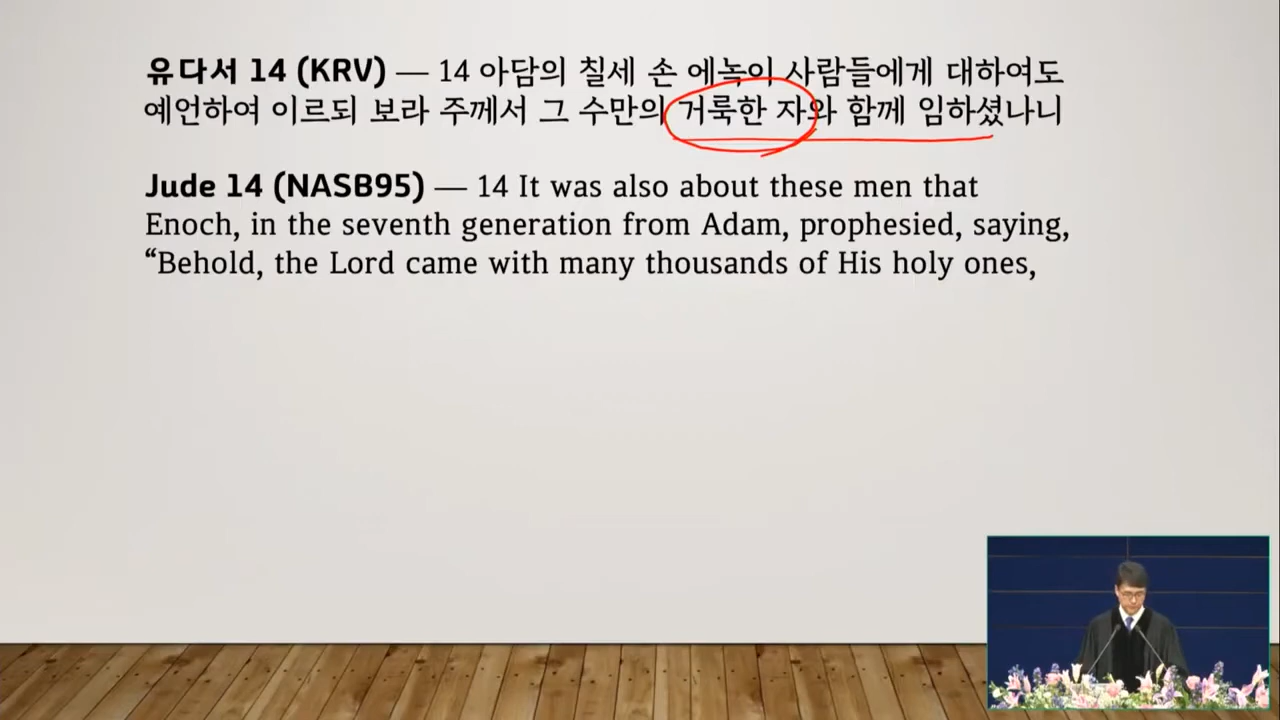 유다서 14 (KRV) — 14 아담의 칠세 손 에녹이 사람들에게 대하여도
예언하여 이르되 보라 주께서 그 수만의 거룩한 자와 함께 임하셨나니
Jude 14 (NASB95) — 14 It was also about these men that
Enoch, in the seventh generation from Adam, prophesied, saying,
“Behold, the Lord came with many thousands of His holy ones,